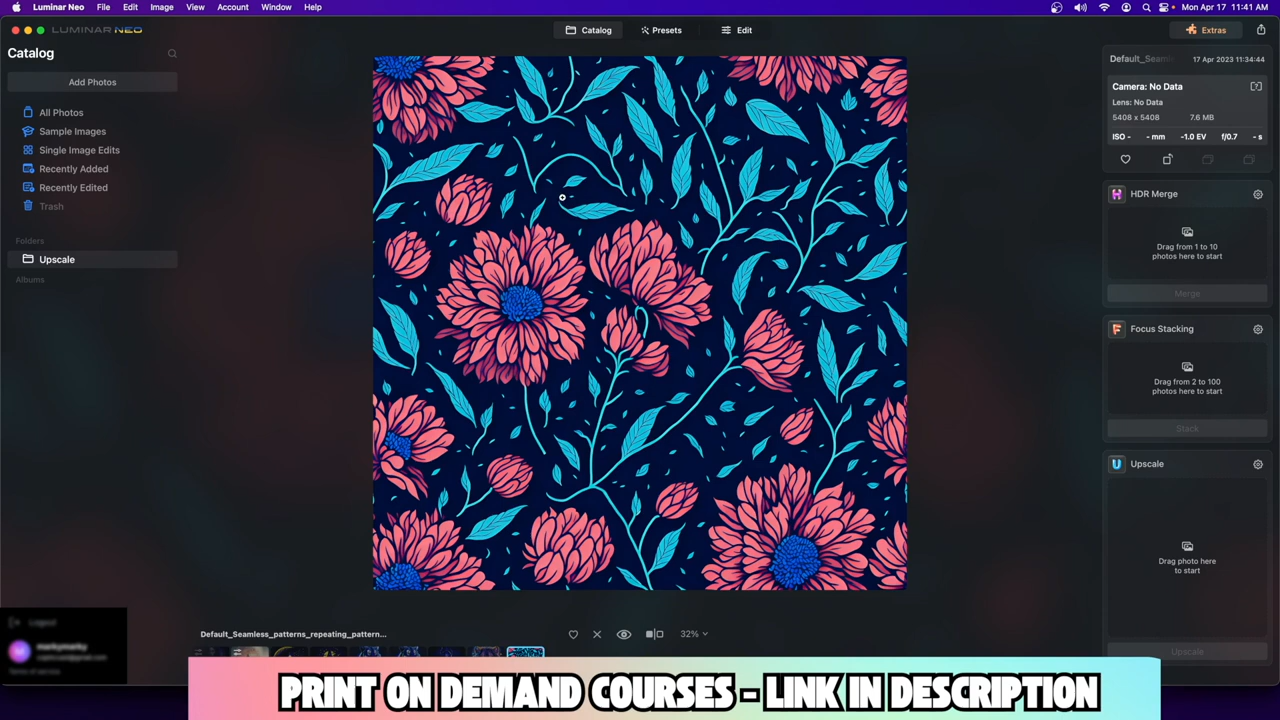 Luminar Neo File Edit Image View Account Window Help
Mon Apr 17 11:41 AM
LUMINAR NEO
Catalog Presets Edit
Extras
Catalog
Add Photos
All Photos
Sample Images
Single Image Edits
Recently Added
Recently Edited
Trash
Folders
Upscale
Albums
Default_Seamless_patterns_repeating_pattern...
32%
Logout
markymarky
Terms of service
17 Apr 2023 11:34:44
Camera: No Data
Lens: No Data
5408 x 5408 7.6 MB
ISO - - mm -1.0 EV f/0.7 - s
HDR Merge
Drag from 1 to 10
photos here to start
Merge
Focus Stacking
Drag from 2 to 100
photos here to start
Stack
Upscale
Drag photo here
to start
Upscale
PRINT ON DEMAND COURSES - LINK IN DESCRIPTION